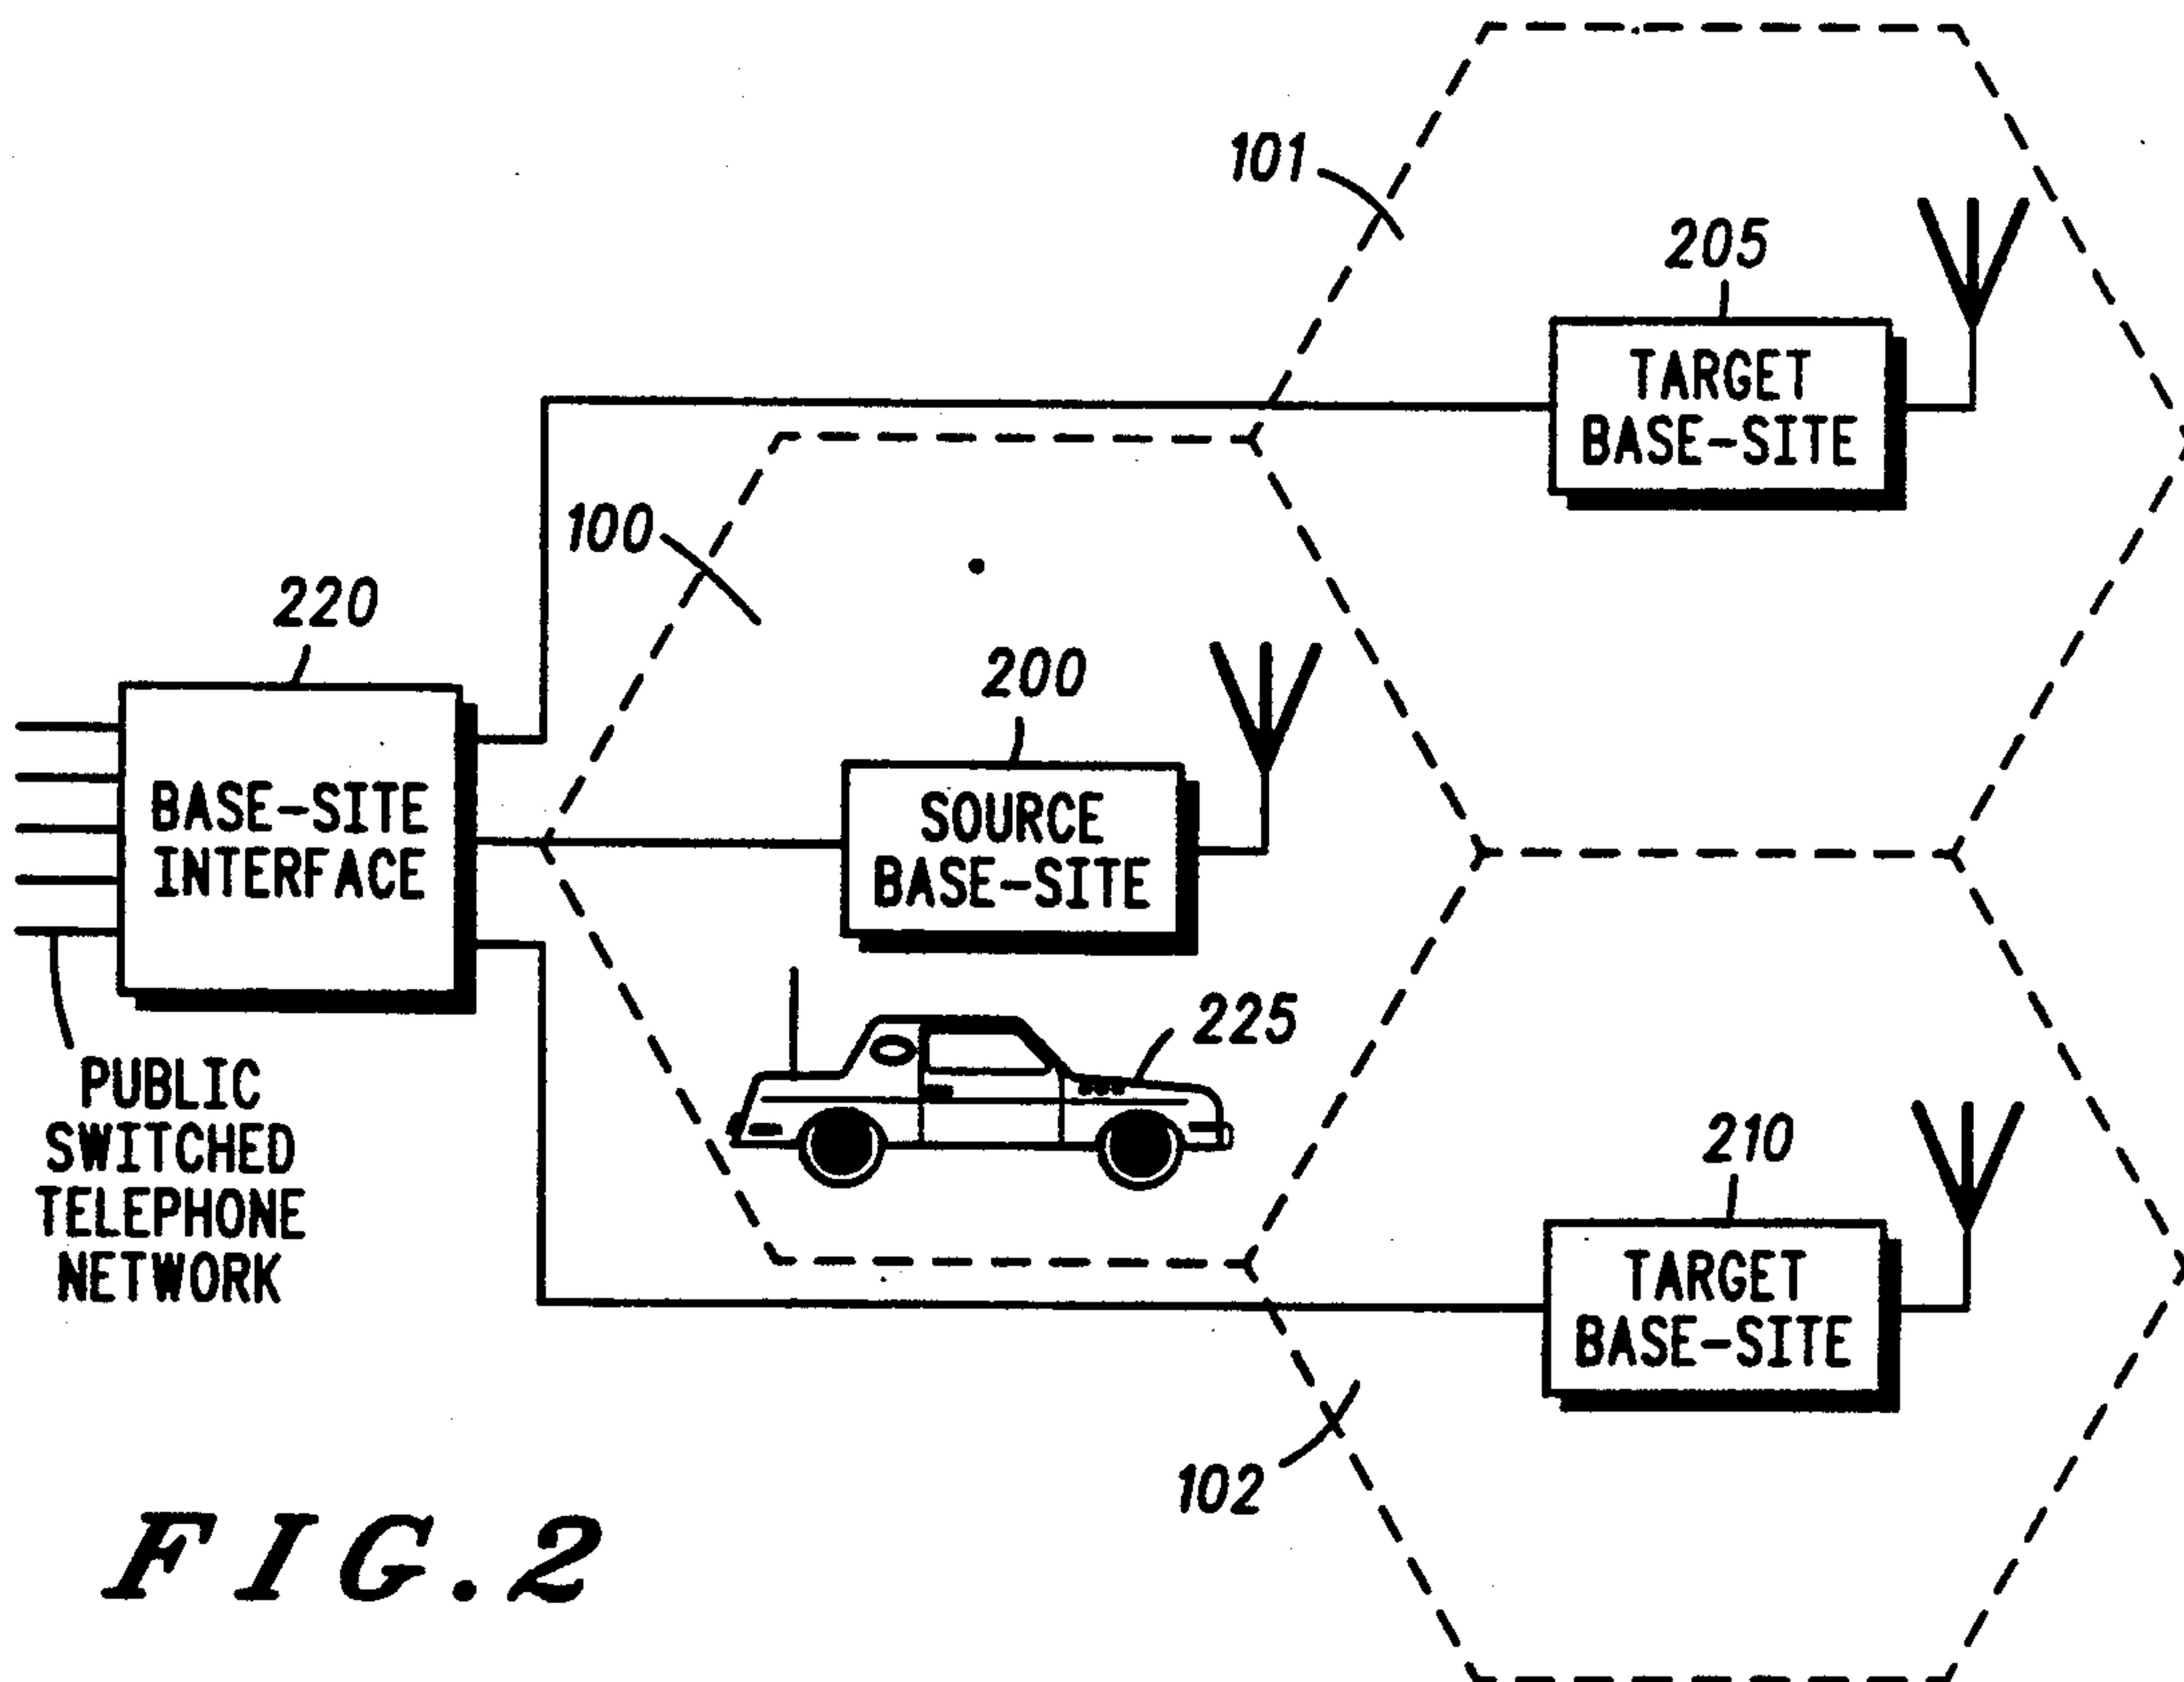 101
205
TARGET
BASE-SITE
100
220
200
BASE-SITE
INTERFACE
SOURCE
BASE-SITE
225
PUBLIC
SWITCHED
TELEPHONE
NETWORK
210
TARGET
BASE-SITE
102
FIG.2